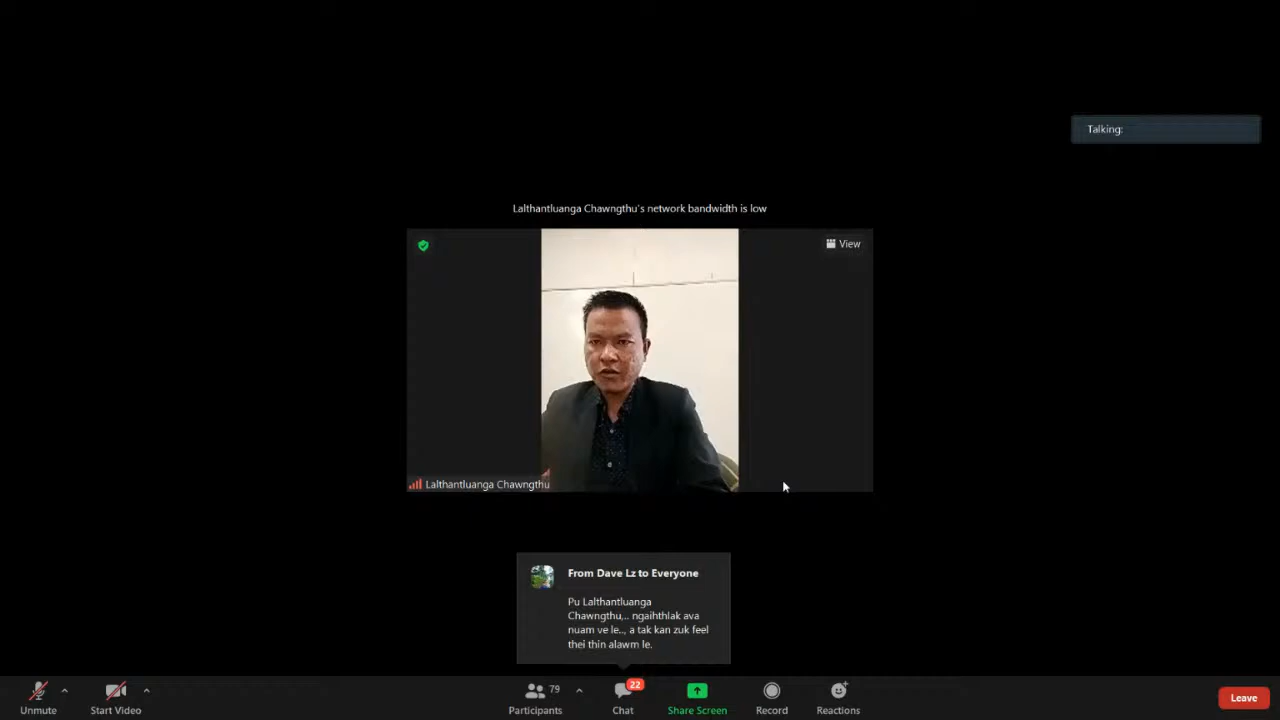 Talking:
Lalthantluanga Chawngthu's network bandwidth is low
View
Lalthantluanga Chawngthu
From Dave Lz to Everyone
Pu Lalthantluanga
Chawngthu,.. ngaihthlak ava
nuam ve le.., a tak kan zuk feel
thei thin alawm le.
Unmute
Start Video
79
Participants
22
Chat
Share Screen
Record
Reactions
Leave